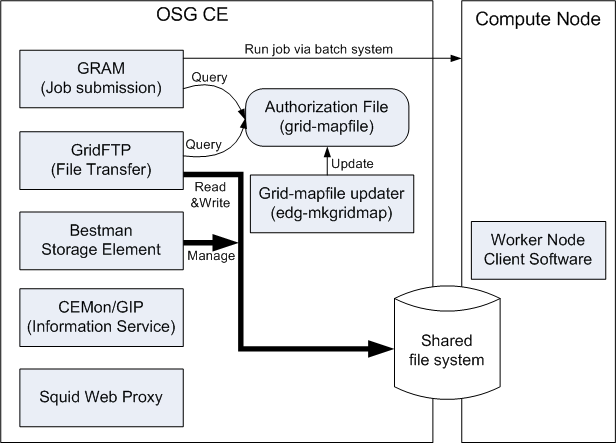 OSG CE
Compute Node
GRAM
(Job submission)
Run job via batch system
Query
Authorization File
(grid-mapfile)
GridFTP
(File Transfer)
Query
Update
Read
&Write
Grid-mapfile updater
(edg-mkgridmap)
Bestman
Storage Element
Manage
Worker Node
Client Software
CEMon/GIP
(Information Service)
Shared
file system
Squid Web Proxy